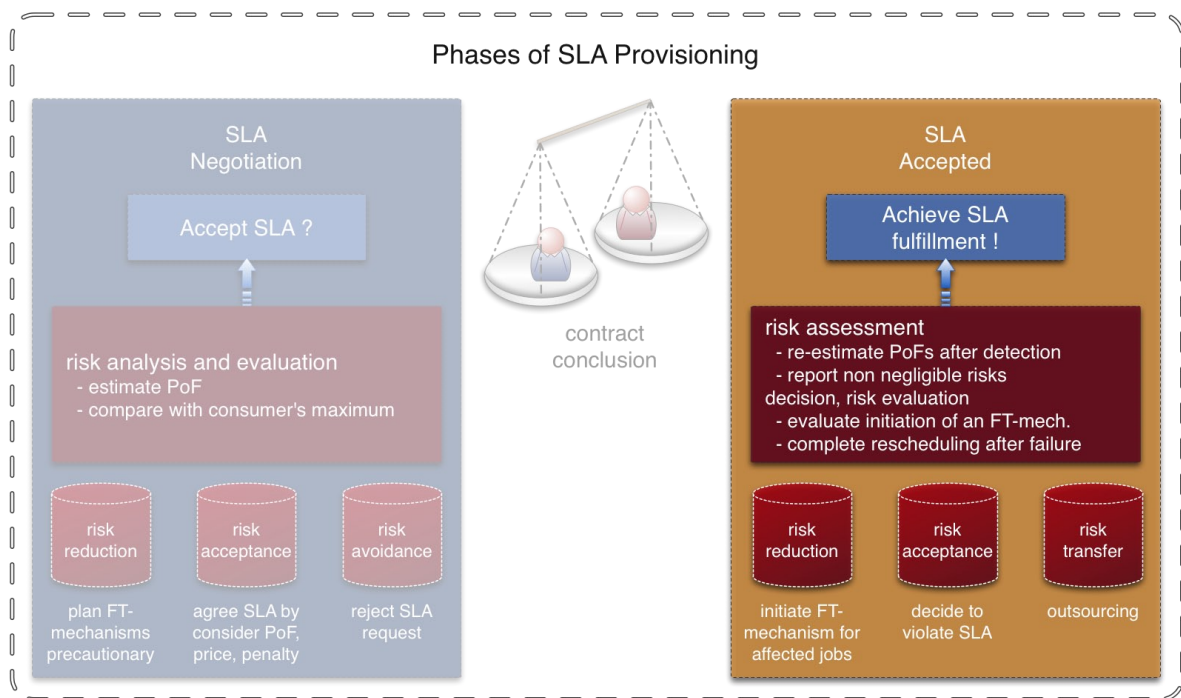 Phases of SLA Provisioning
SLA
Negotiation
Accept SLA ?
risk analysis and evaluation
- estimate PoF
- compare with consumer's maximum
risk
reduction
risk
acceptance
risk
avoidance
plan FT-
mechanisms
precautionary
agree SLA by
consider PoF,
price, penalty
reject SLA
request
contract
conclusion
SLA
Accepted
Achieve SLA
fulfillment !
risk assessment
- re-estimate PoFs after detection
- report non negligible risks
decision, risk evaluation
- evaluate initiation of an FT-mech.
- complete rescheduling after failure
risk
reduction
risk
acceptance
risk
transfer
initiate FT-
mechanism for
affected jobs
decide to
violate SLA
outsourcing